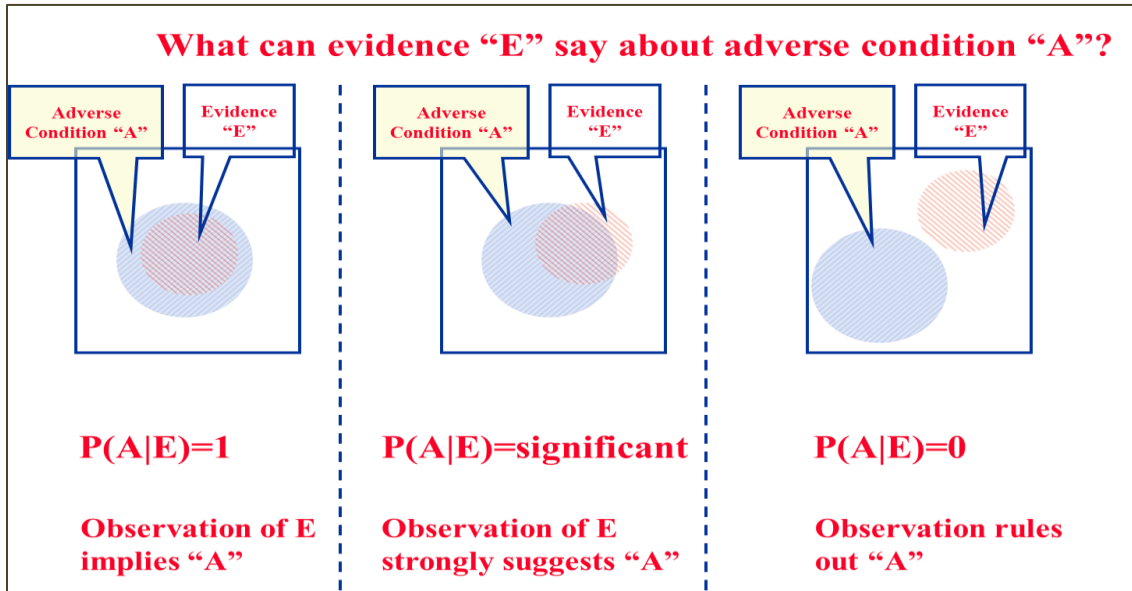 What can evidence “E” say about adverse condition “A”?
Adverse
Condition “A”
Evidence
“E”
Adverse
Condition “A”
Evidence
“E”
Adverse
Condition “A”
Evidence
“E”
P(A|E)=1
P(A|E)=significant
P(A|E)=0
Observation of E
implies “A”
Observation of E
strongly suggests “A”
Observation rules
out “A”